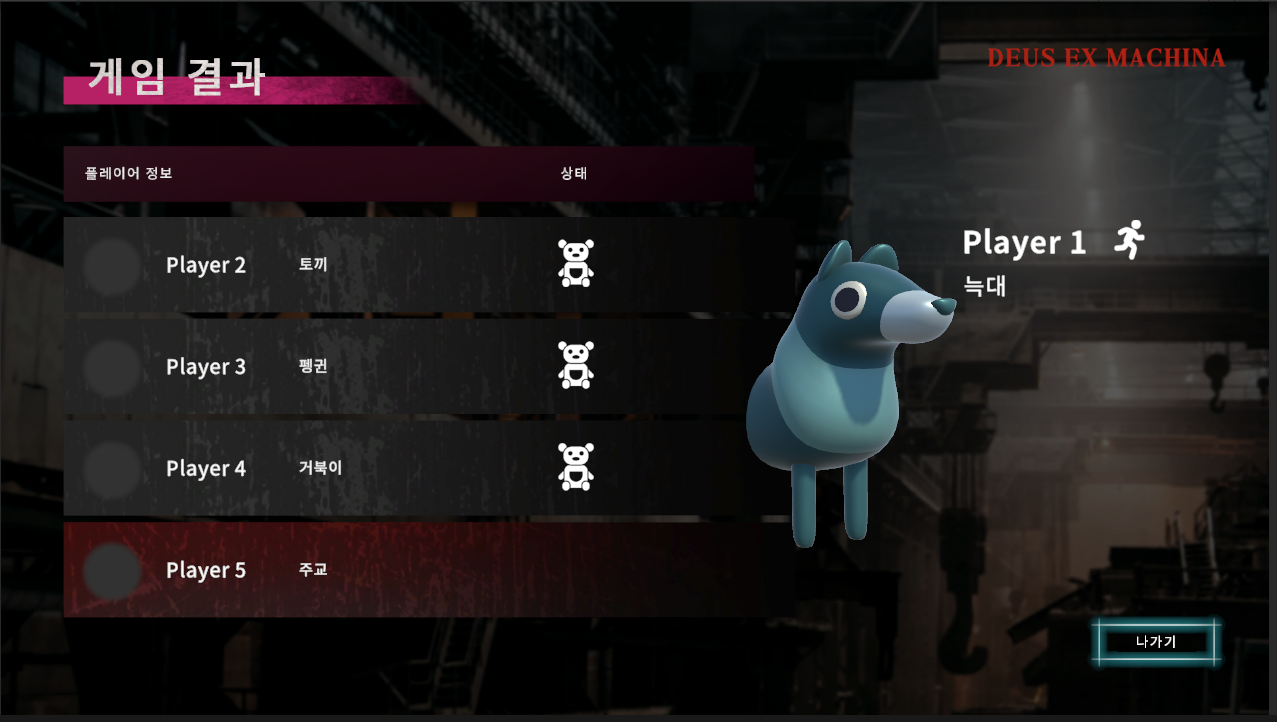 게임 결과
DEUS EX MACHINA
플레이어 정보 상태
Player 2 토끼
Player 3 펭귄
Player 4 거북이
Player 5 주교
Player 1
늑대
나가기